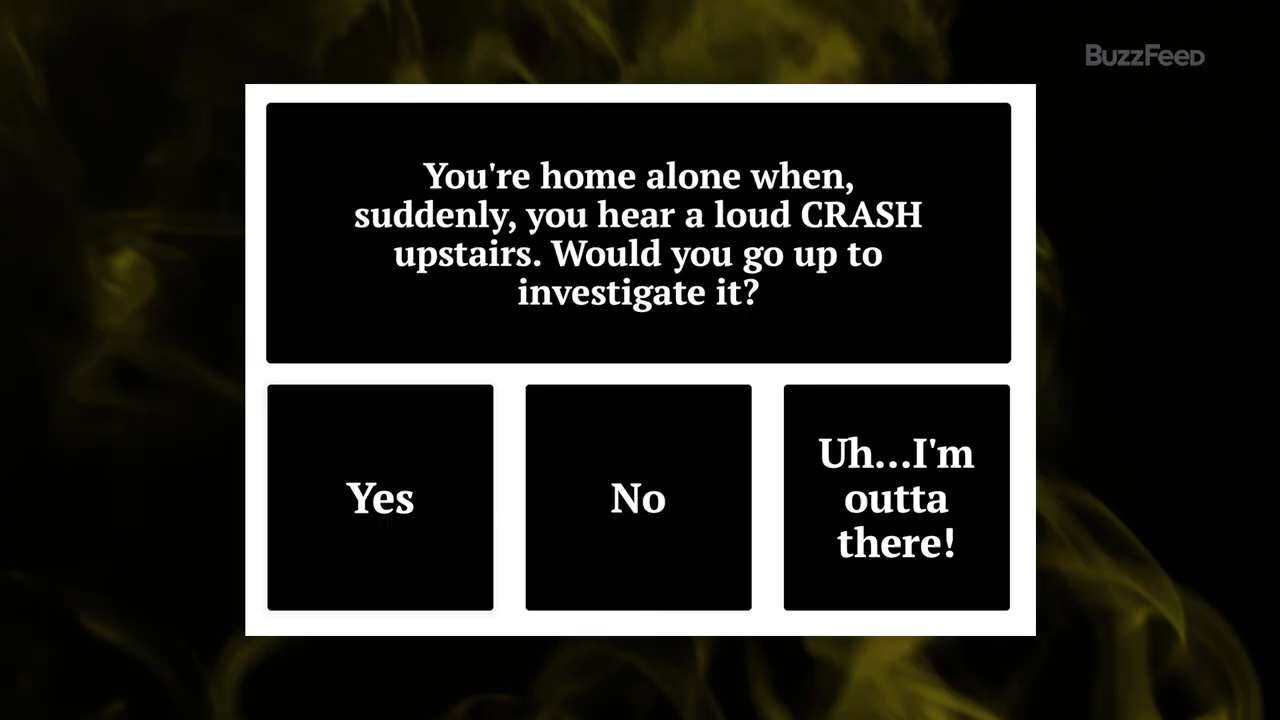 BuzzFeed
You're home alone when,
suddenly, you hear a loud CRASH
upstairs. Would you go up to
investigate it?
Yes
No
Uh...I'm
outta
there!